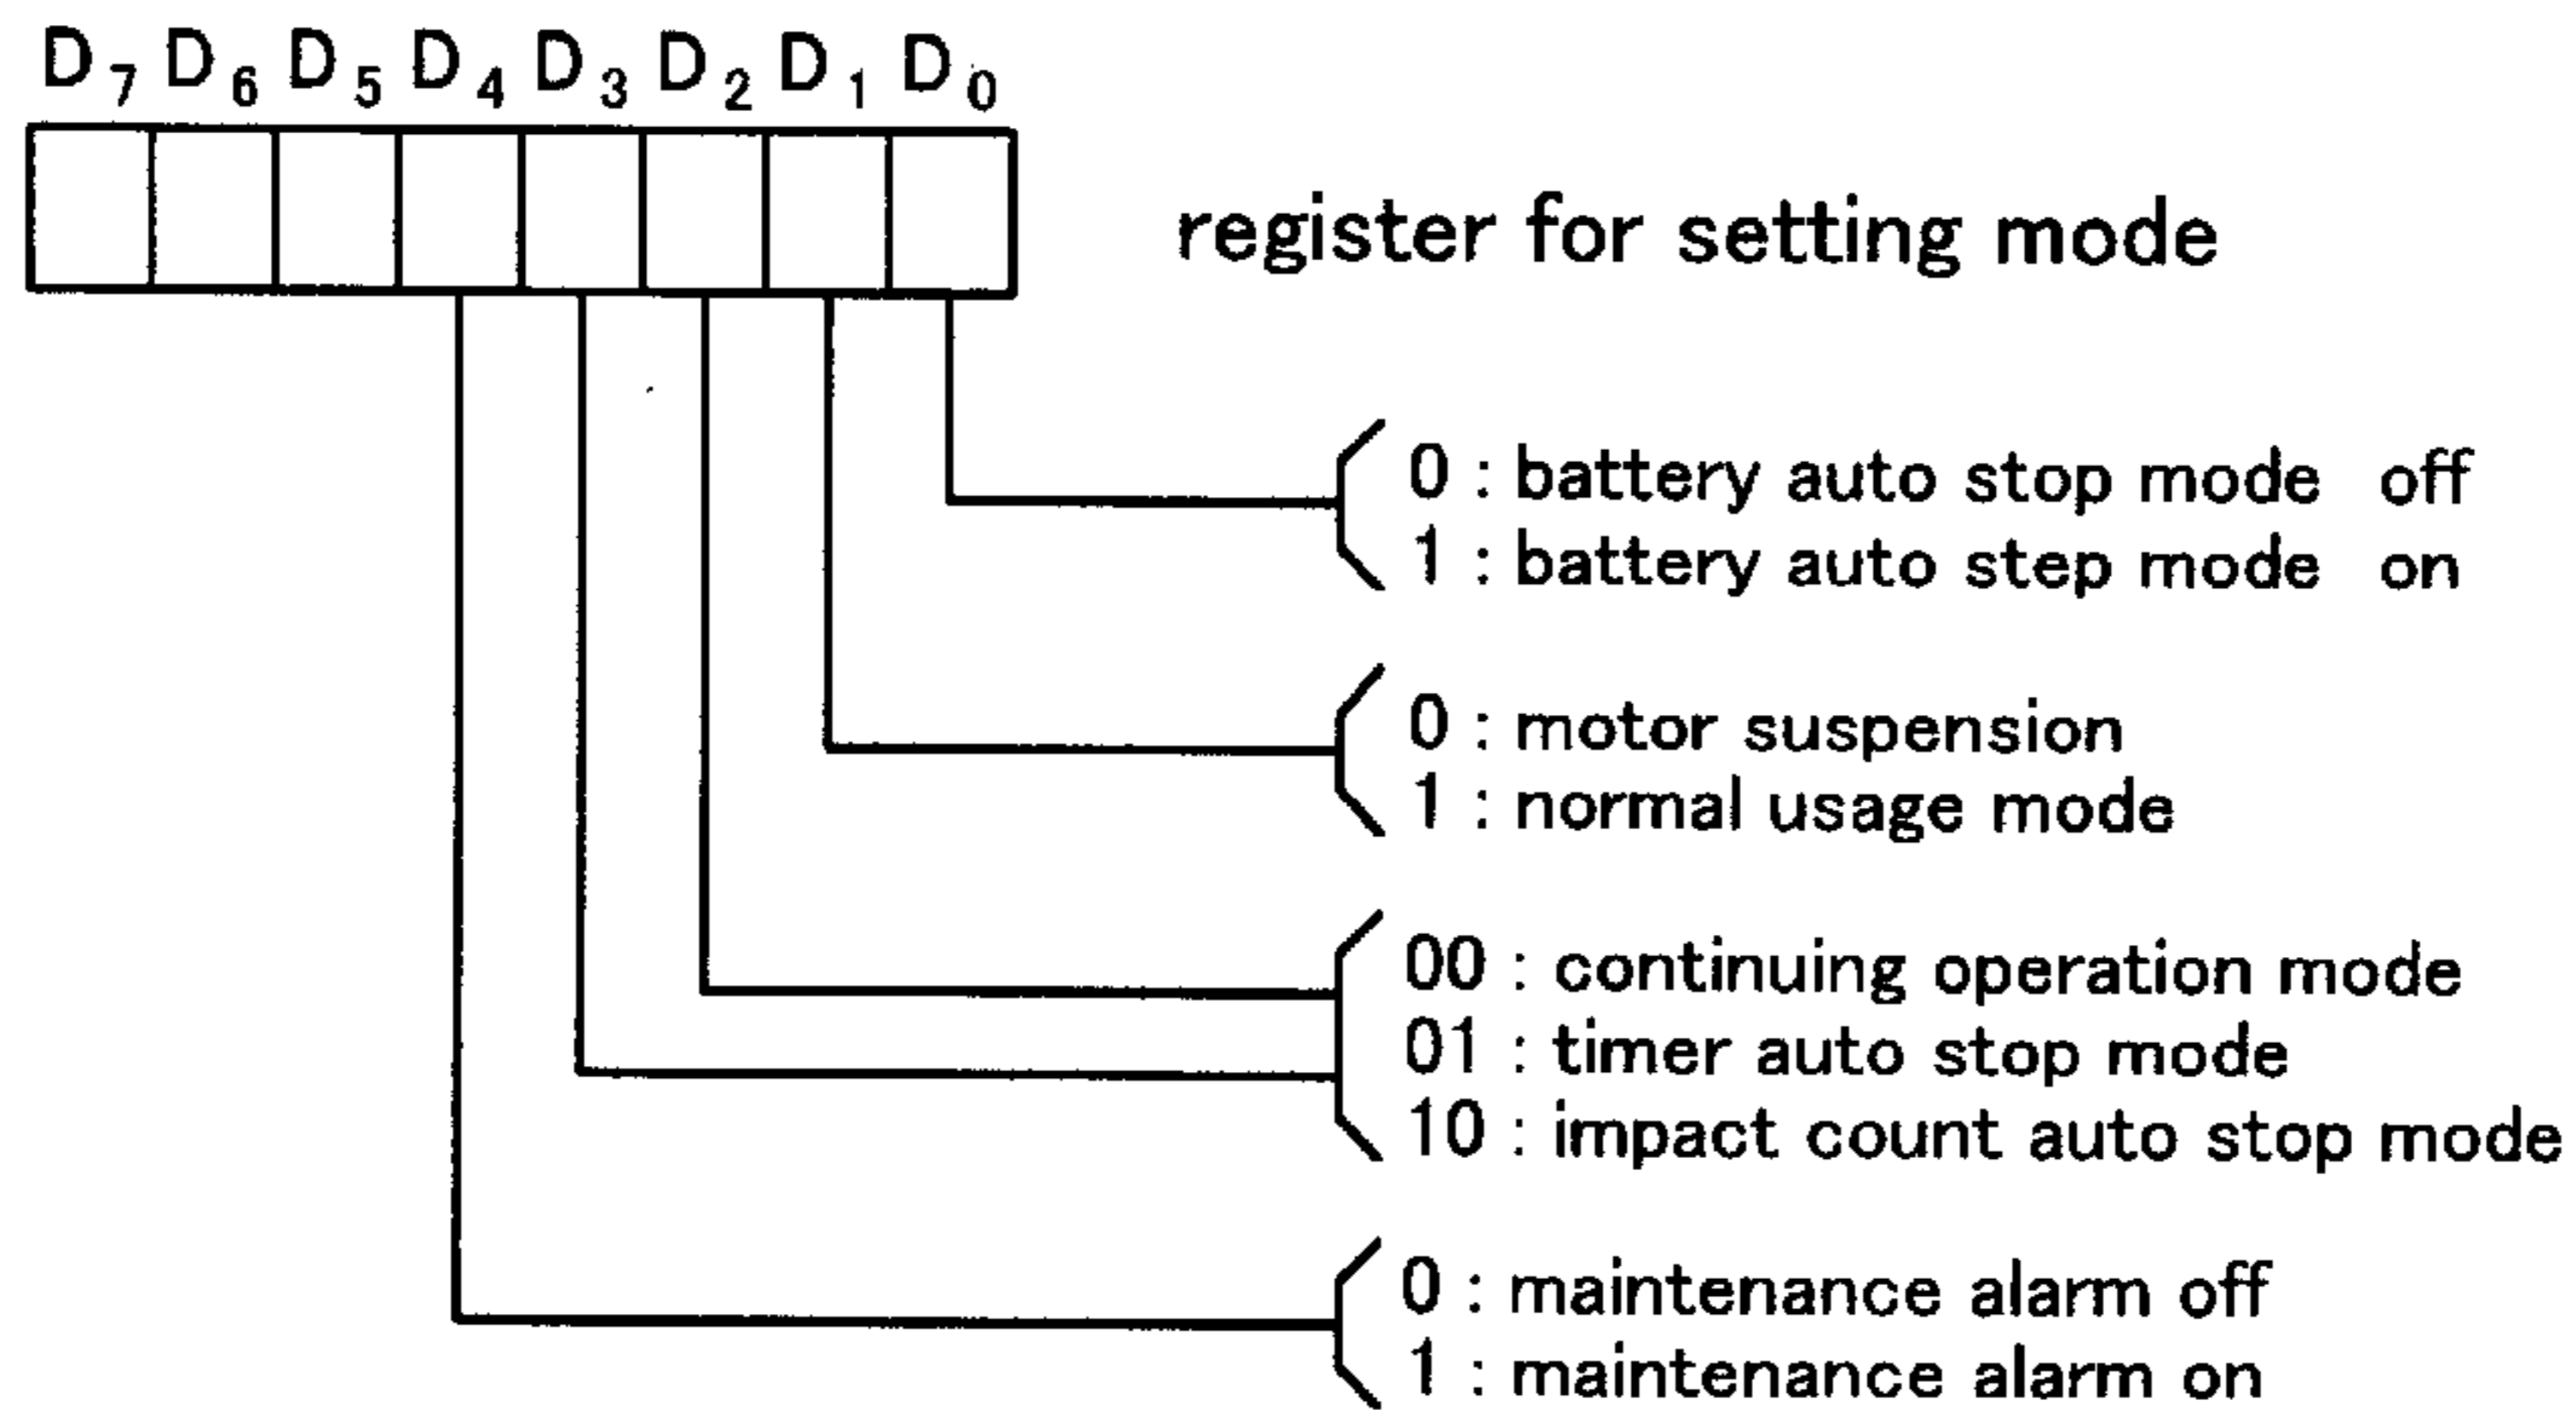 D7 D6 D5 D4 D3 D2 D1 D0
register for setting mode
0 : battery auto stop mode off
1 : battery auto step mode on
0 : motor suspension
1 : normal usage mode
00 : continuing operation mode
01 : timer auto stop mode
10 : impact count auto stop mode
0 : maintenance alarm off
1 : maintenance alarm on